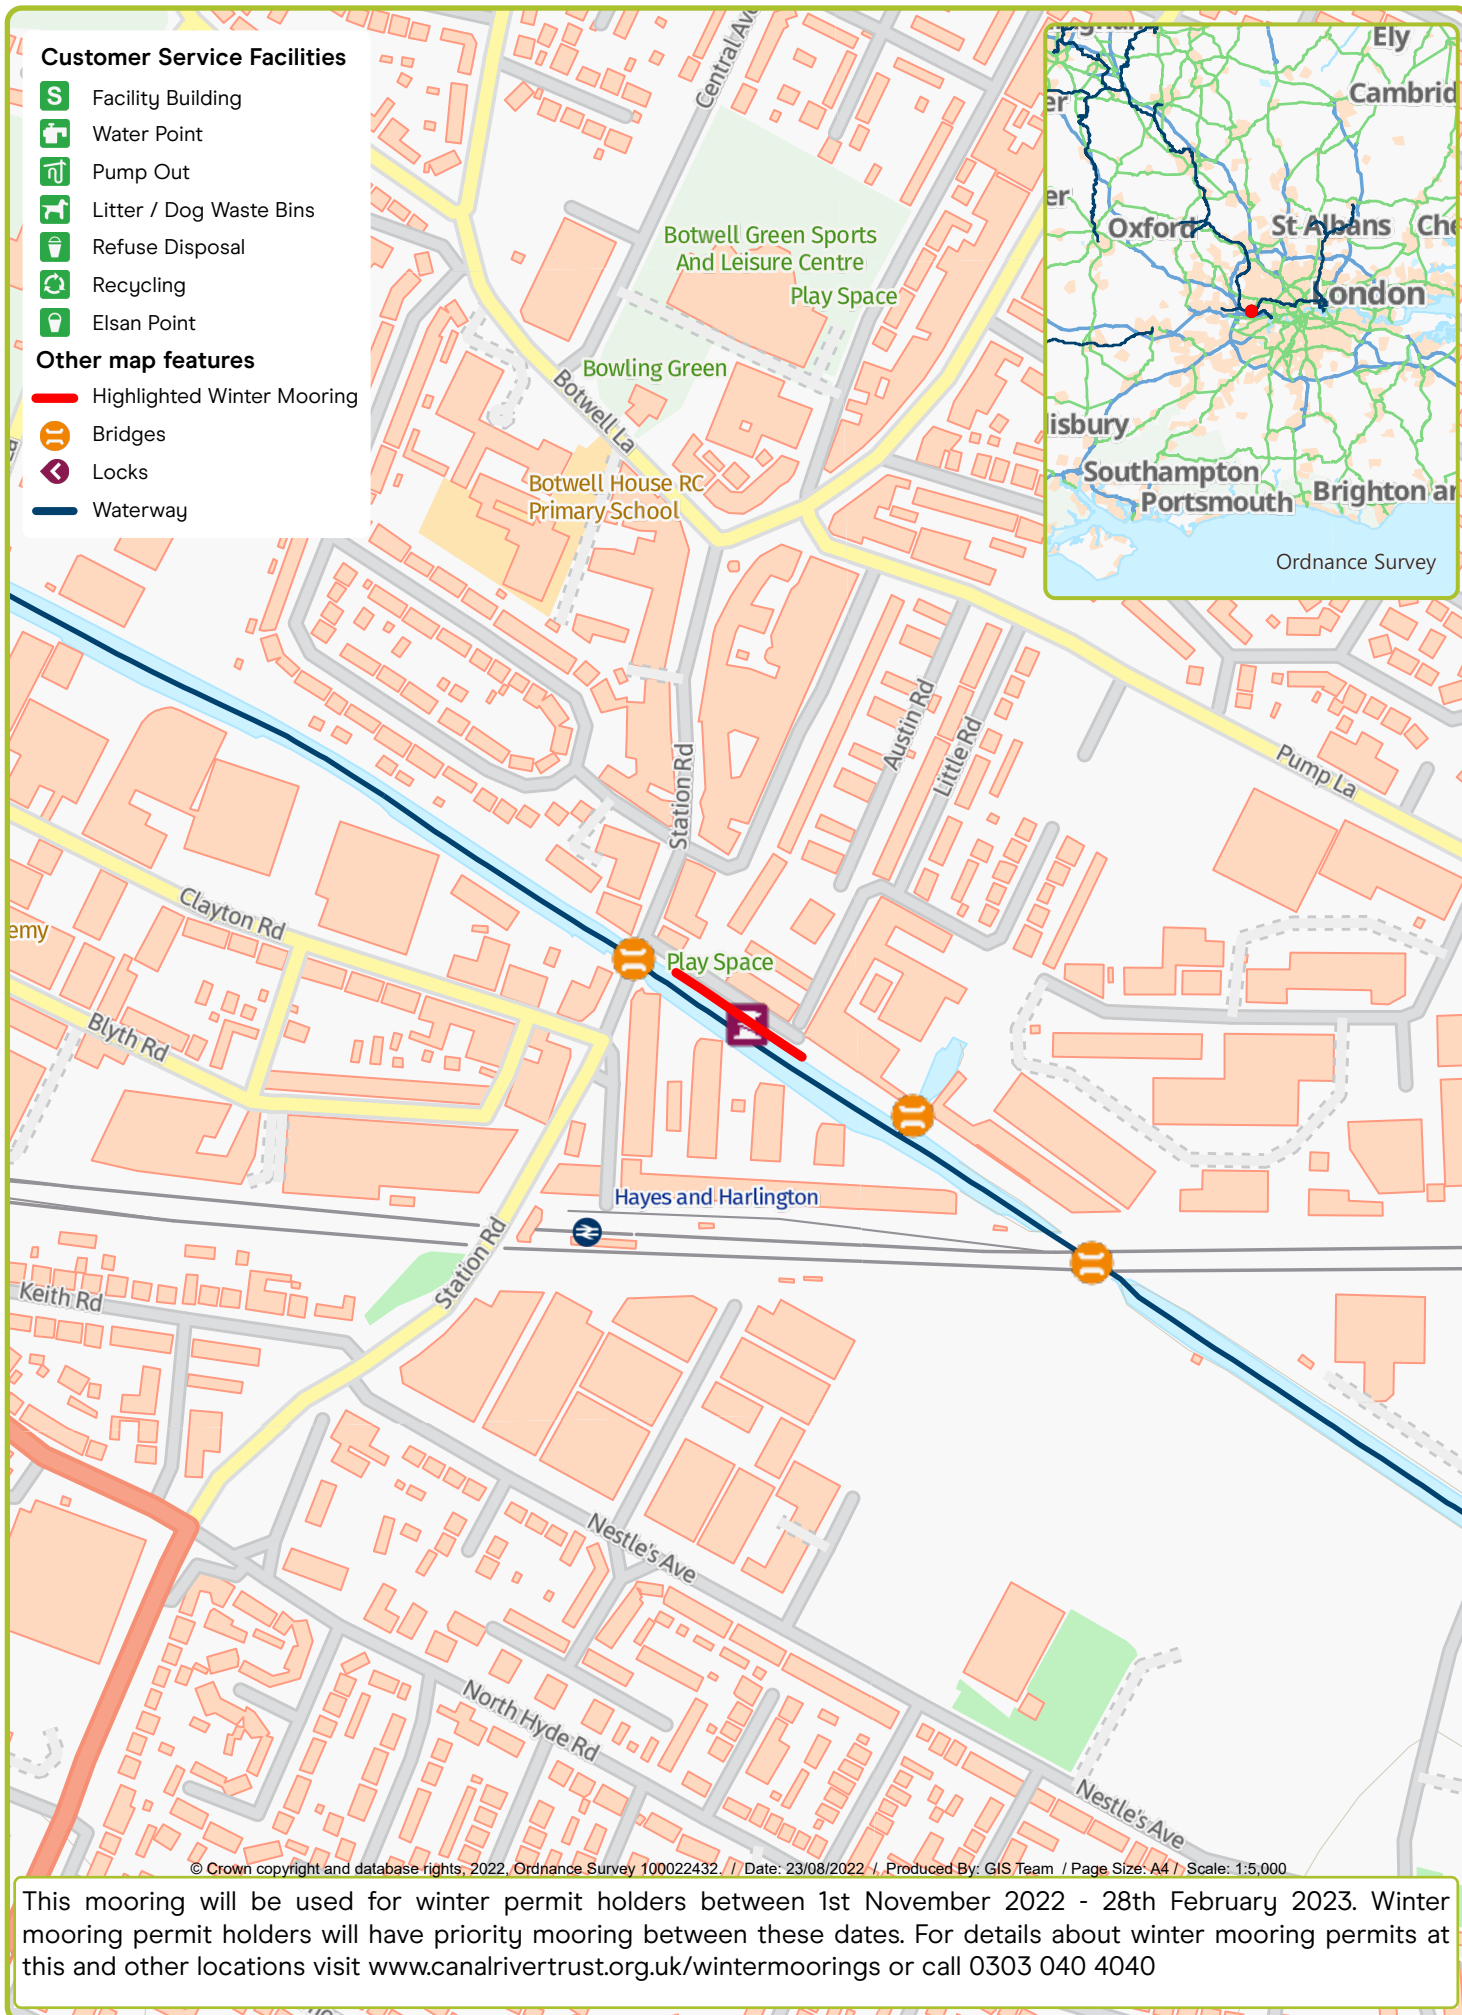 Customer Service Facilities
S Facility Building
Water Point
Pump Out
Litter / Dog Waste Bins
Refuse Disposal
Recycling
Elsan Point
Other map features
Highlighted Winter Mooring
Bridges
Locks
Waterway
Central Ave
Botwell Green Sports
And Leisure Centre
Play Space
Bowling Green
Botwell La
Botwell House RC
Primary School
Ely
Cambrid
er
er
Oxford
St Albans
Che
London
lisbury
Southampton
Portsmouth
Brighton an
Ordnance Survey
Austin Rd
Little Rd
Station Rd
Pump La
Clayton Rd
emy
Play Space
Blyth Rd
Hayes and Harlington
Station Rd
Keith Rd
Nestle's Ave
North Hyde Rd
Nestle's Ave
© Crown copyright and database rights, 2022, Ordnance Survey 100022432. / Date: 23/08/2022 / Produced By: GIS Team / Page Size: A4 / Scale: 1:5,000
This mooring will be used for winter permit holders between 1st November 2022 - 28th February 2023. Winter
mooring permit holders will have priority mooring between these dates. For details about winter mooring permits at
this and other locations visit www.canalrivertrust.org.uk/wintermoorings or call 0303 040 4040